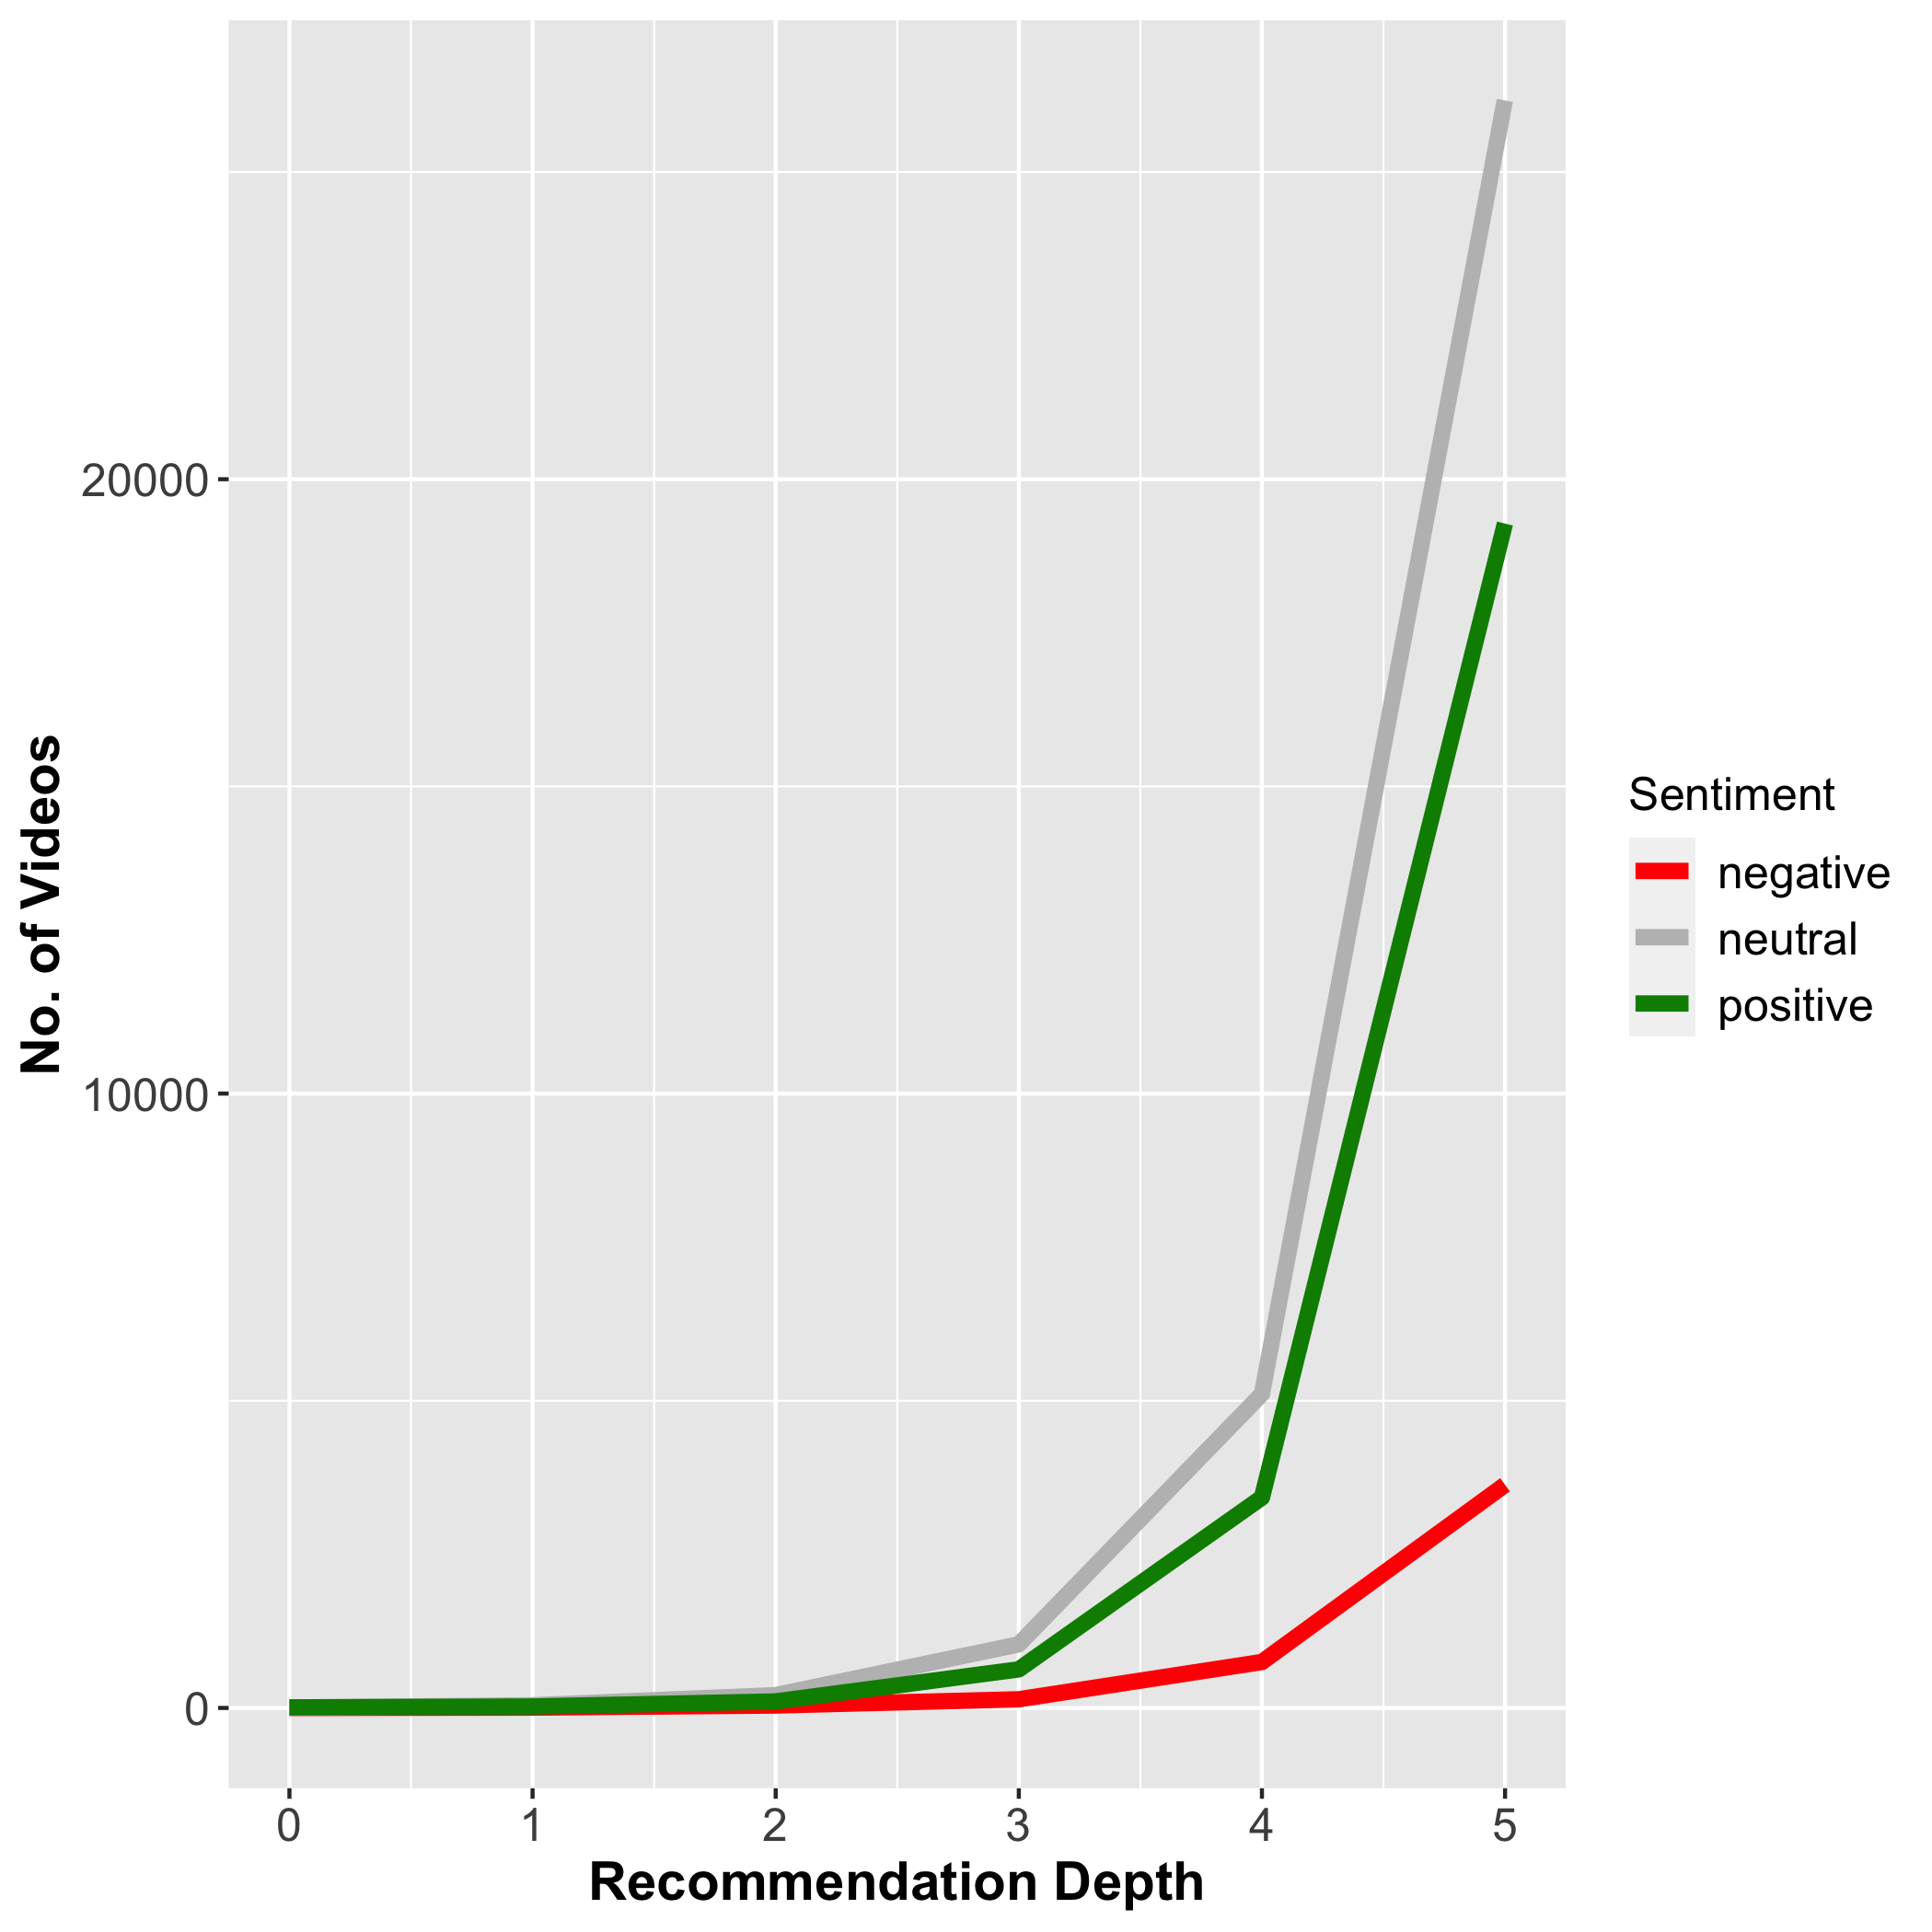 No. of Videos
20000
10000
0
0 1 2 3 4 5
Recommendation Depth
Sentiment
negative
neutral
positive